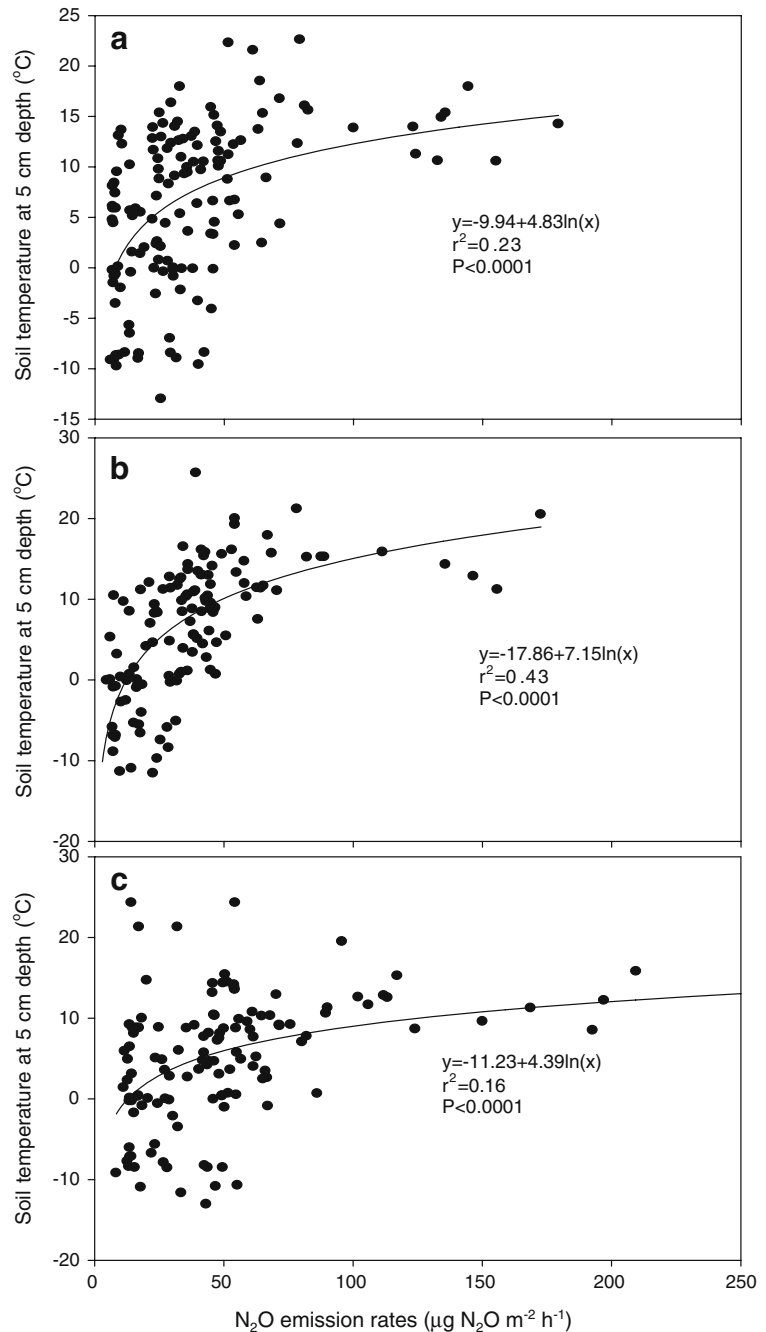 a
25
20
15
10
5
0
-5
-10
-15
Soil temperature at 5 cm depth (°C)
y=-9.94+4.83ln(x)
r²=0.23
P<0.0001
b
30
20
10
0
-10
-20
Soil temperature at 5 cm depth (°C)
y=-17.86+7.15ln(x)
r²=0.43
P<0.0001
c
30
20
10
0
-10
-20
Soil temperature at 5 cm depth (°C)
y=-11.23+4.39ln(x)
r²=0.16
P<0.0001
0 50 100 150 200 250
N₂O emission rates (µg N₂O m⁻² h⁻¹)